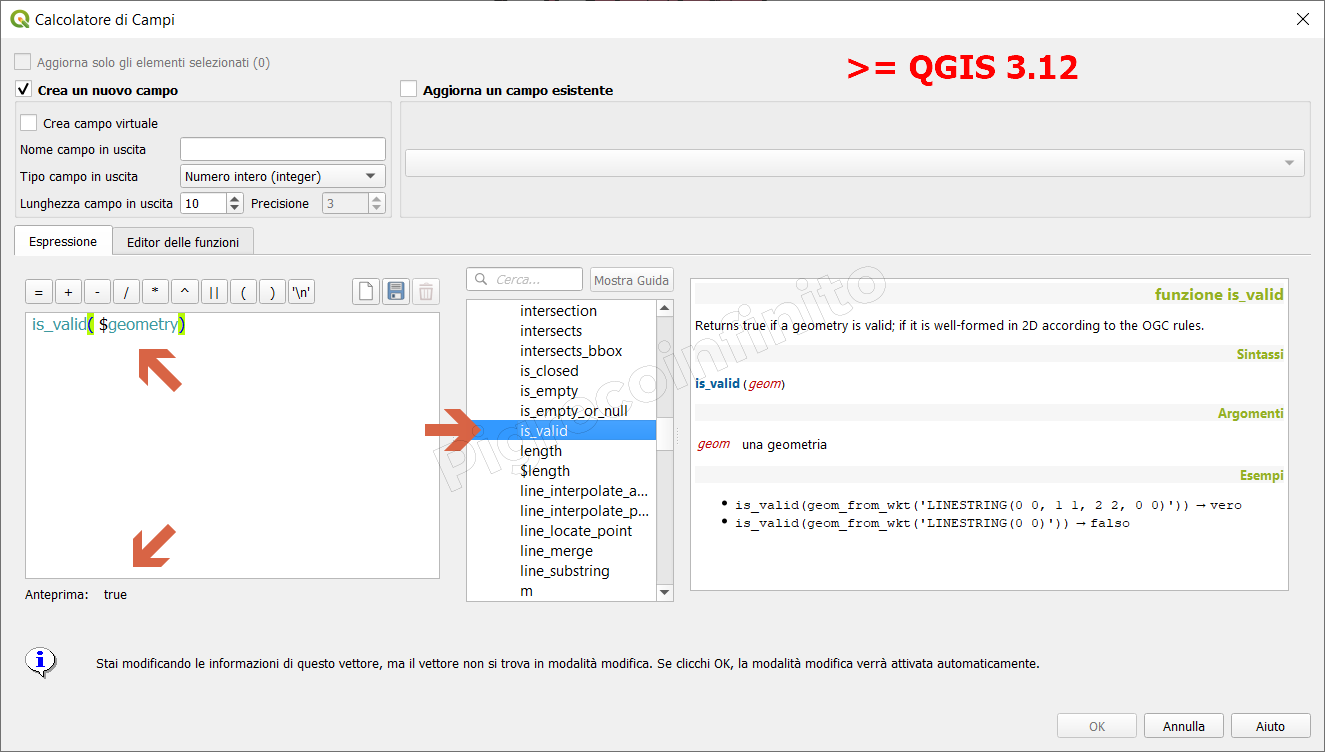 Calcolatore di Campi
Aggiorna solo gli elementi selezionati (0)
>= QGIS 3.12
Crea un nuovo campo
Aggiorna un campo esistente
Crea campo virtuale
Nome campo in uscita
Tipo campo in uscita
Numero intero (integer)
Lunghezza campo in uscita
10
Precisione
3
Espressione
Editor delle funzioni
= + - / * ^ || ( ) '\n'
is_valid( $geometry)
Anteprima: true
Cerca...
Mostra Guida
intersection
intersects
intersects_bbox
is_closed
is_empty
is_empty_or_null
is_valid
length
$length
line_interpolate_a...
line_interpolate_p...
line_locate_point
line_merge
line_substring
m
funzione is_valid
Returns true if a geometry is valid; if it is well-formed in 2D according to the OGC rules.
Sintassi
is_valid (geom)
Argomenti
geom una geometria
Esempi
• is_valid(geom_from_wkt('LINESTRING(0 0, 1 1, 2 2, 0 0)')) → vero
• is_valid(geom_from_wkt('LINESTRING(0 0)')) → falso
Pigrecoinfinito
Stai modificando le informazioni di questo vettore, ma il vettore non si trova in modalità modifica. Se clicchi OK, la modalità modifica verrà attivata automaticamente.
OK
Annulla
Aiuto